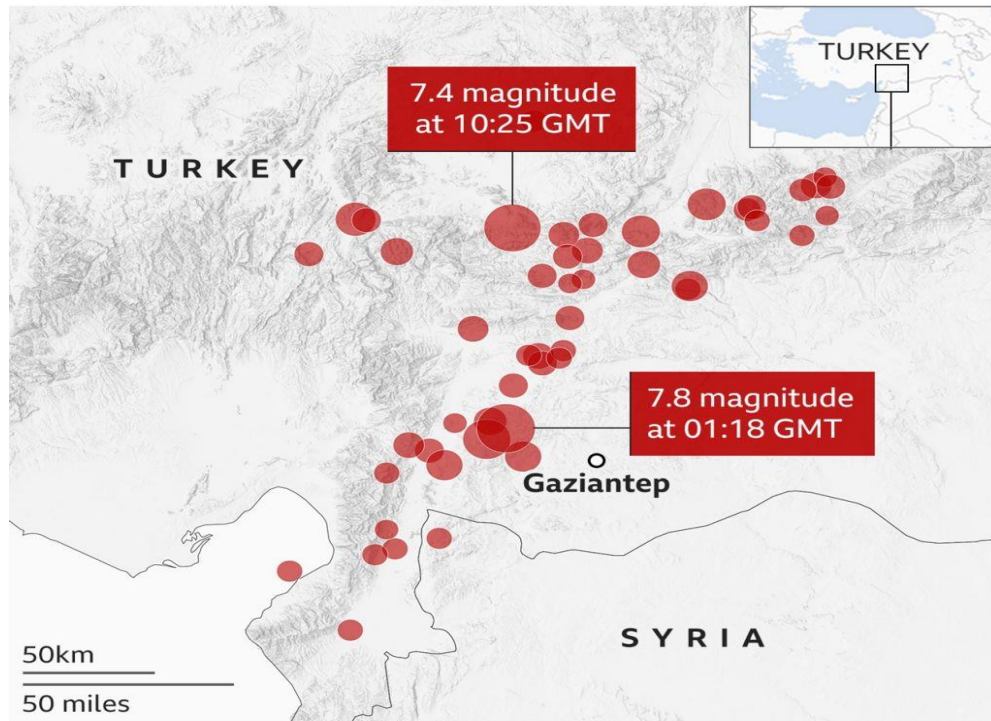 TURKEY
7.4 magnitude
at 10:25 GMT
TURKEY
7.8 magnitude
at 01:18 GMT
Gaziantep
SYRIA
50km
50 miles